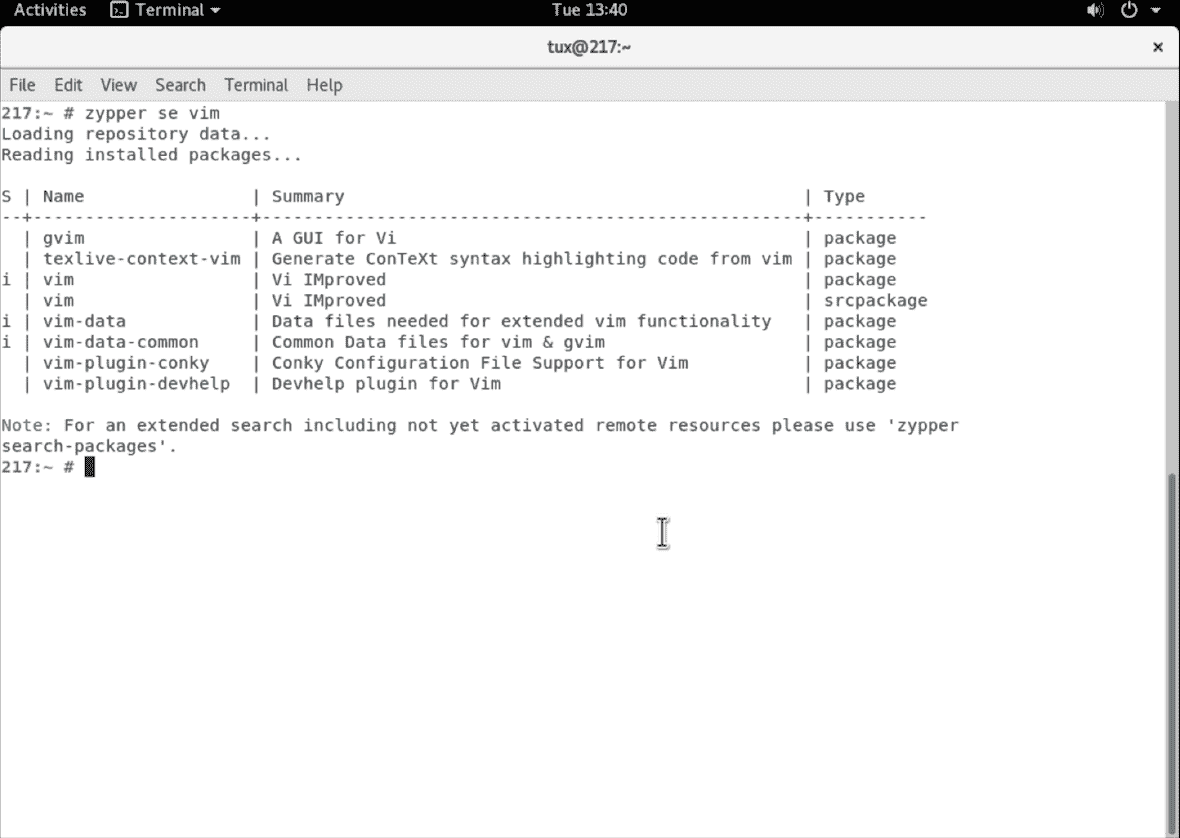 Activities Terminal Tue 13:40
tux@217:~ ×
File Edit View Search Terminal Help
217:~ # zypper se vim
Loading repository data...
Reading installed packages...
S | Name                | Summary                                            | Type
--+---------------------+----------------------------------------------------+-----------
  | gvim                | A GUI for Vi                                       | package
  | texlive-context-vim | Generate ConTeXt syntax highlighting code from vim | package
i | vim                 | Vi IMproved                                        | package
  | vim                 | Vi IMproved                                        | srcpackage
i | vim-data            | Data files needed for extended vim functionality   | package
i | vim-data-common     | Common Data files for vim & gvim                   | package
  | vim-plugin-conky    | Conky Configuration File Support for Vim           | package
  | vim-plugin-devhelp  | Devhelp plugin for Vim                             | package
Note: For an extended search including not yet activated remote resources please use 'zypper
search-packages'.
217:~ #